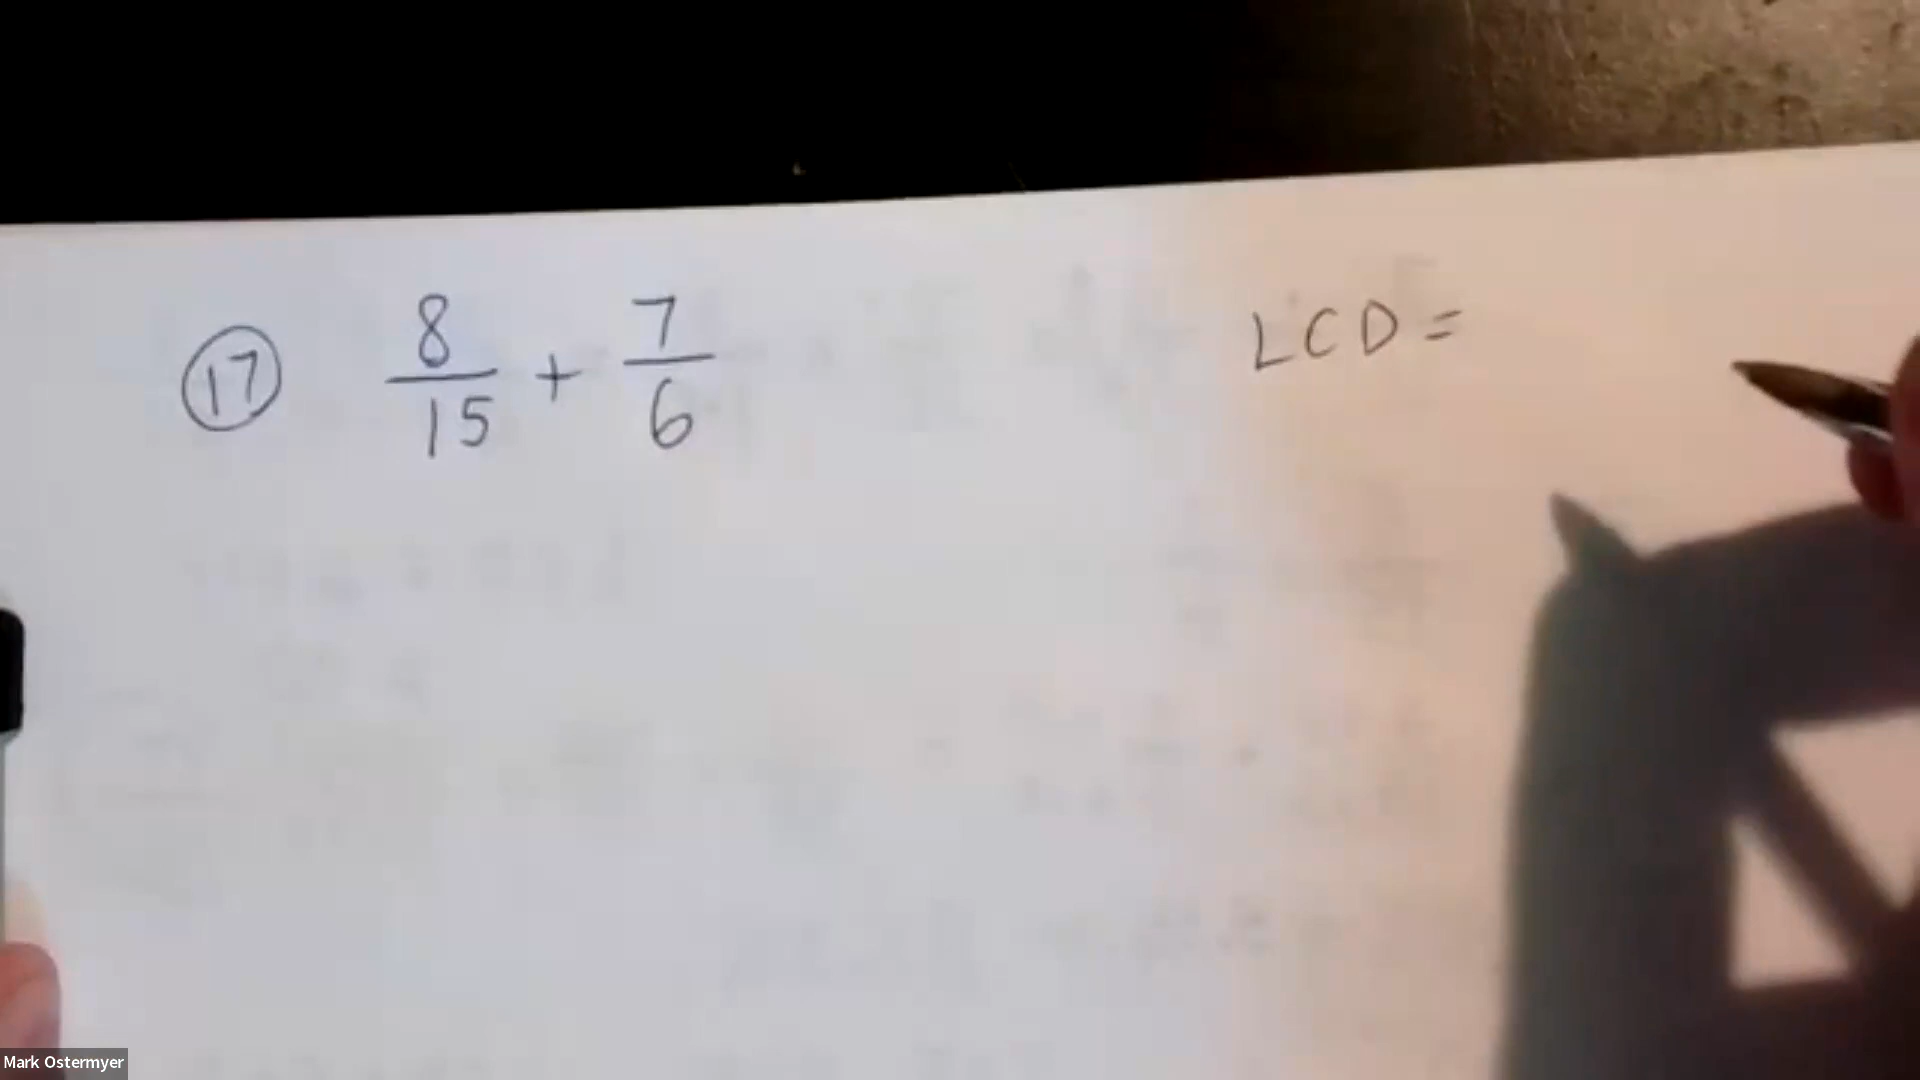 17 8/15 + 7/6 LCD =
Mark Ostermyer